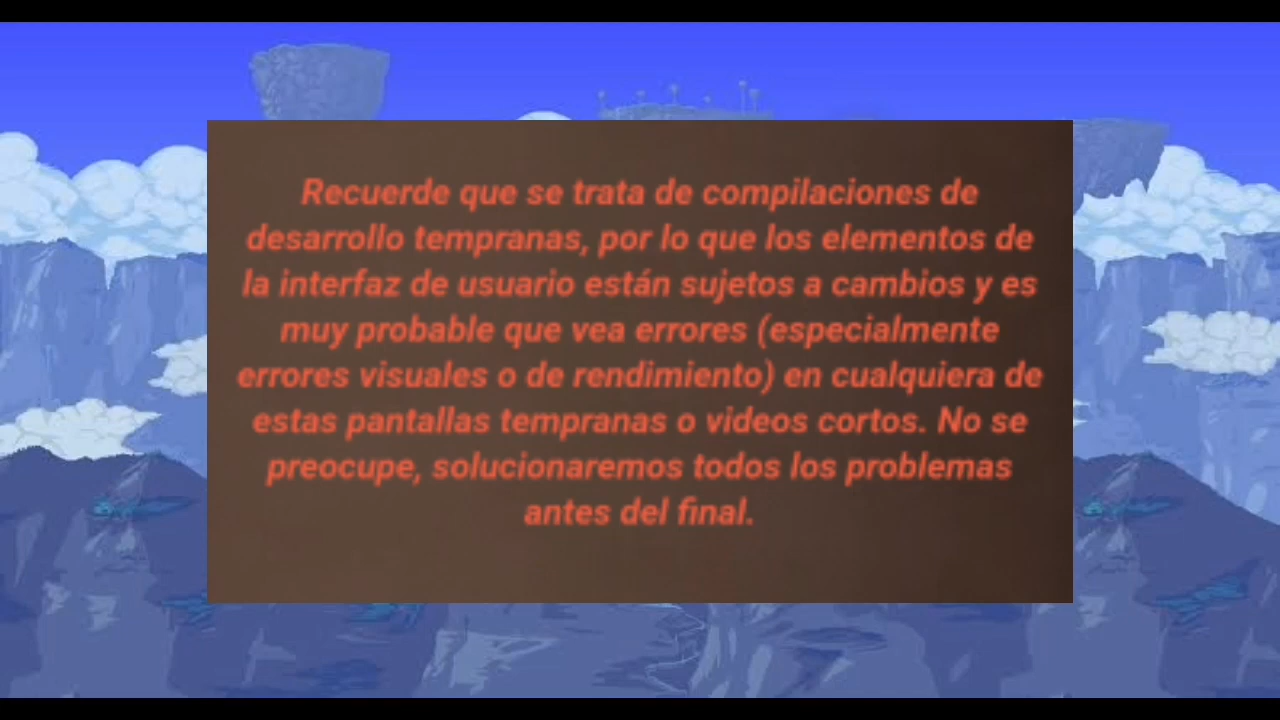 Recuerde que se trata de compilaciones de
desarrollo tempranas, por lo que los elementos de
la interfaz de usuario están sujetos a cambios y es
muy probable que vea errores (especialmente
errores visuales o de rendimiento) en cualquiera de
estas pantallas tempranas o videos cortos. No se
preocupe, solucionaremos todos los problemas
antes del final.